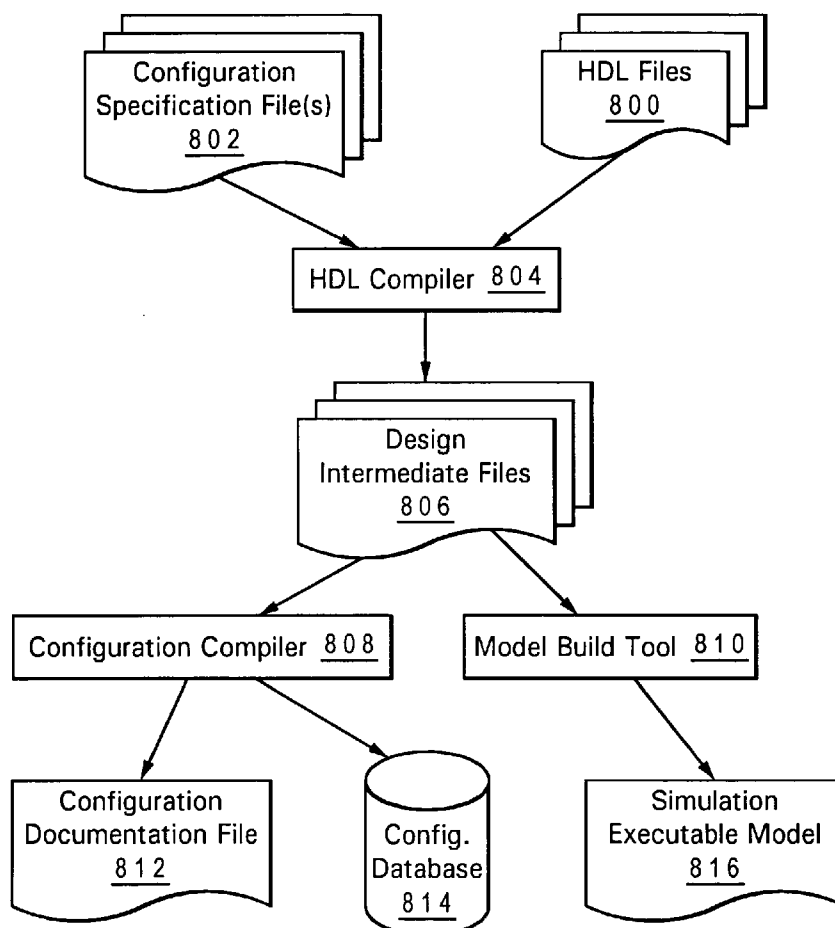 Configuration
Specification File(s)
802
HDL Files
800
HDL Compiler 804
Design
Intermediate Files
806
Configuration Compiler 808
Model Build Tool 810
Configuration
Documentation File
812
Config.
Database
814
Simulation
Executable Model
816